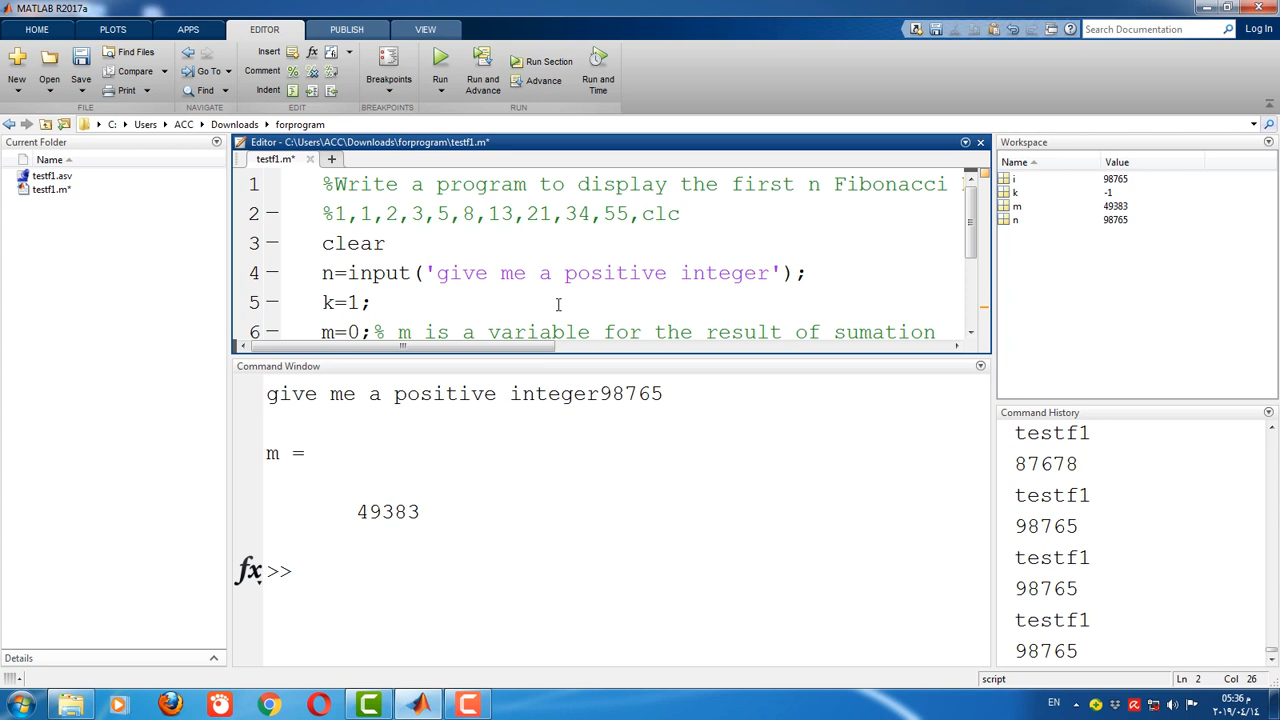 MATLAB R2017a
HOME PLOTS APPS EDITOR PUBLISH VIEW
Search Documentation Log In
New Open Save Find Files Compare Print
Go To Find
Insert Comment Indent
Breakpoints
Run Run and Advance Run Section Advance Run and Time
FILE NAVIGATE EDIT BREAKPOINTS RUN
C: Users ACC Downloads forprogram
Current Folder
Name
testf1.asv
testf1.m*
Details
Editor - C:\Users\ACC\Downloads\forprogram\testf1.m*
testf1.m*
1 %Write a program to display the first n Fibonacci
2 %1,1,2,3,5,8,13,21,34,55,clc
3 clear
4 n=input('give me a positive integer');
5 k=1;
6 m=0;% m is a variable for the result of sumation
Command Window
give me a positive integer98765
m =
49383
fx >>
Workspace
Name Value
i 98765
k -1
m 49383
n 98765
Command History
testf1
87678
testf1
98765
testf1
98765
testf1
98765
script Ln 2 Col 26
EN 05:36 م
٢٠١٩/٠٤/١٤